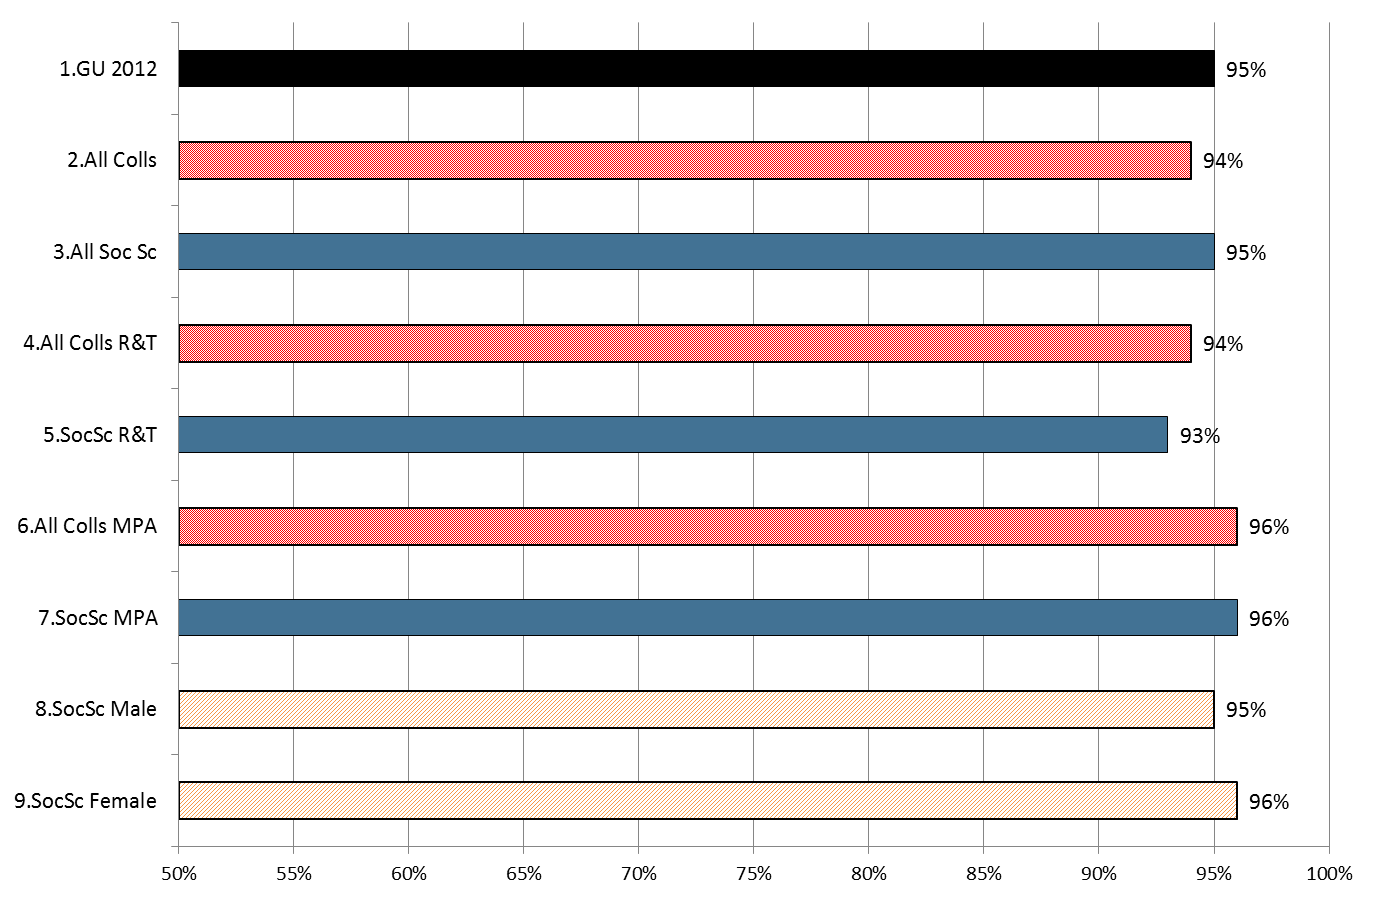 1.GU 2012 95%
2.All Colls 94%
3.All Soc Sc 95%
4.All Colls R&T 94%
5.SocSc R&T 93%
6.All Colls MPA 96%
7.SocSc MPA 96%
8.SocSc Male 95%
9.SocSc Female 96%
50% 55% 60% 65% 70% 75% 80% 85% 90% 95% 100%